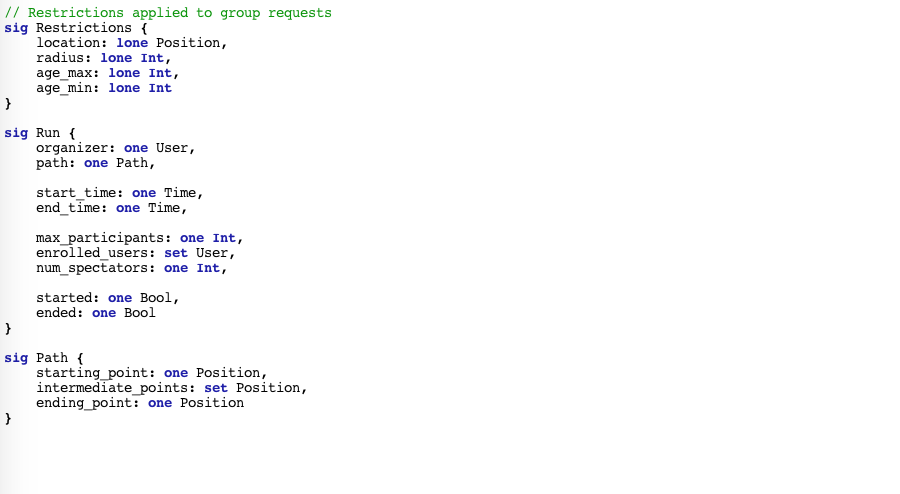 // Restrictions applied to group requests
sig Restrictions {
    location: lone Position,
    radius: lone Int,
    age_max: lone Int,
    age_min: lone Int
}
sig Run {
    organizer: one User,
    path: one Path,
    start_time: one Time,
    end_time: one Time,
    max_participants: one Int,
    enrolled_users: set User,
    num_spectators: one Int,
    started: one Bool,
    ended: one Bool
}
sig Path {
    starting_point: one Position,
    intermediate_points: set Position,
    ending_point: one Position
}